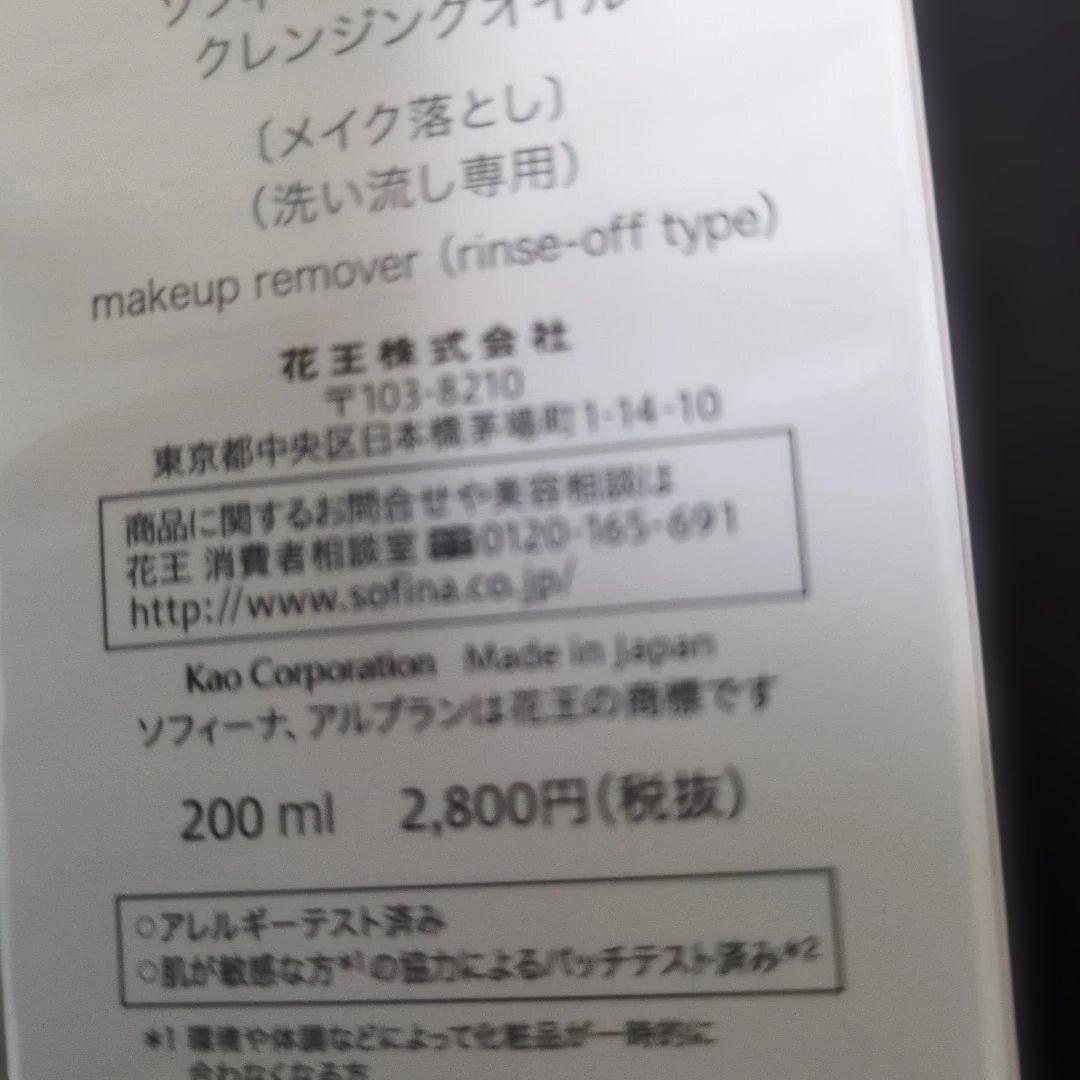 クレンジングオイル
〔メイク落とし〕
（洗い流し専用）
makeup remover（rinse-off type）
花王株式会社
〒103-8210
東京都中央区日本橋茅場町1-14-10
商品に関するお問合せや美容相談は
花王 消費者相談室 0120-165-691
http://www.sofina.co.jp/
Kao Corporation Made in Japan
ソフィーナ、アルブランは花王の商標です
200 ml 2,800円（税抜）
○アレルギーテスト済み
○肌が敏感な方*1の協力によるパッチテスト済み*2
*1 環境や体調などによって化粧品が一時的に
合わなくなる方